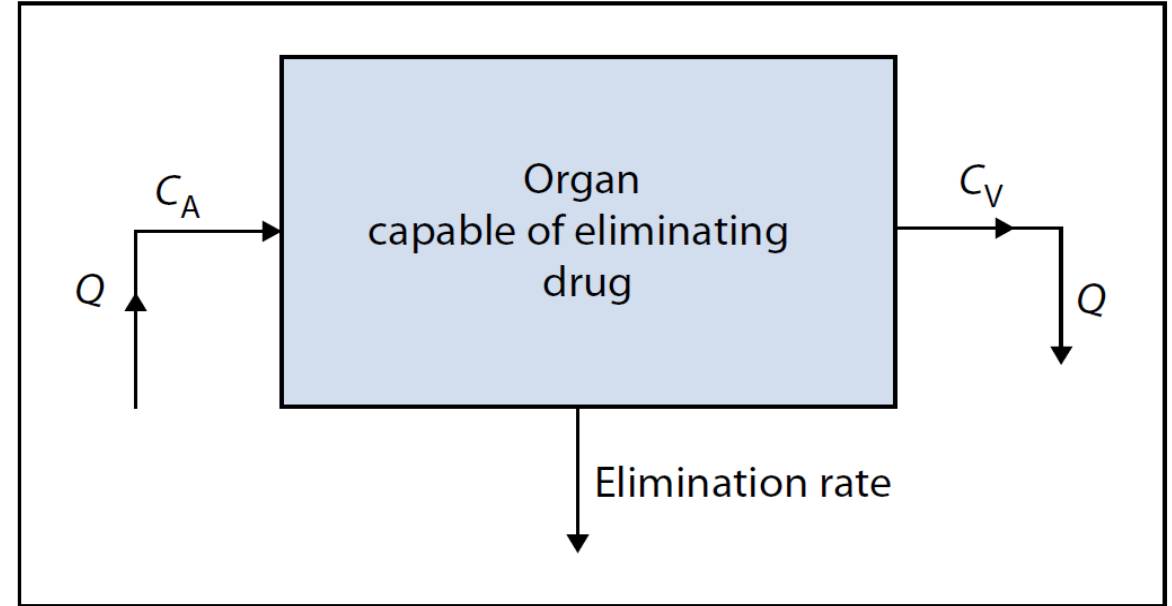 C_A
Q
Organ
capable of eliminating
drug
C_V
Q
Elimination rate